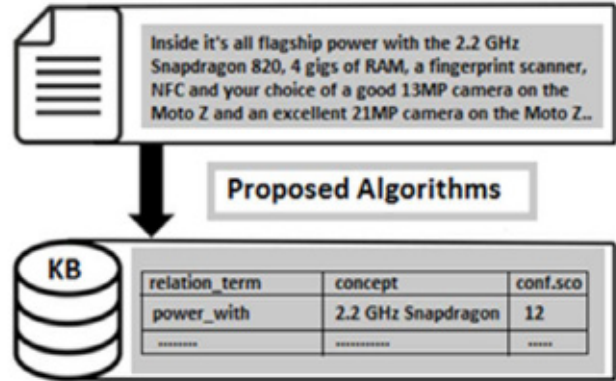 Inside it's all flagship power with the 2.2 GHz
Snapdragon 820, 4 gigs of RAM, a fingerprint scanner,
NFC and your choice of a good 13MP camera on the
Moto Z and an excellent 21MP camera on the Moto Z..
Proposed Algorithms
KB
relation_term concept conf.sco
power_with 2.2 GHz Snapdragon 12
........ ........... .....